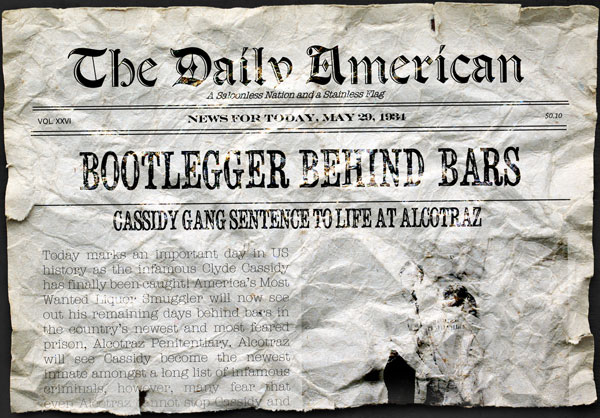 The Daily American
A Saloonless Nation and a Stainless Flag
VOL. XXVI NEWS FOR TODAY, MAY 29, 1934 $0.10
BOOTLEGGER BEHIND BARS
CASSIDY GANG SENTENCE TO LIFE AT ALCOTRAZ
Today marks an important day in US
history as the infamous Clyde Cassidy
has finally been caught! America's Most
Wanted Liquor Smuggler will now see
out his remaining days behind bars in
the country's newest and most feared
prison, Alcotraz Penitentiary. Alcotraz
will see Cassidy become the newest
inmate amongst a long list of infamous
criminals, however, many fear that
even Alcotraz cannot stop Cassidy and